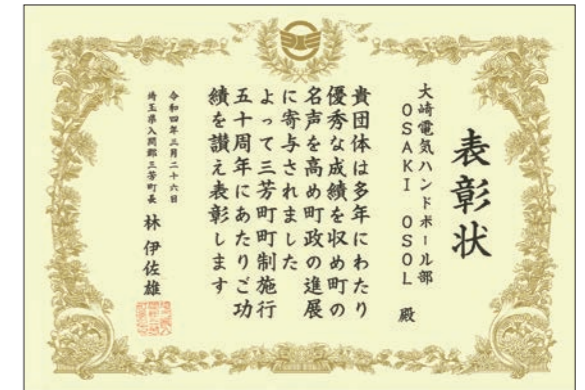 表彰状
大崎電気ハンドボール部
OSAKI OSOL 殿
貴団体は多年にわたり
優秀な成績を収め町の
名声を高め町政の進展
に寄与されました
よって三芳町町制施行
五十周年にあたりご功
績を讃え表彰します
令和四年三月二十六日
埼玉県入間郡三芳町長 林 伊佐雄